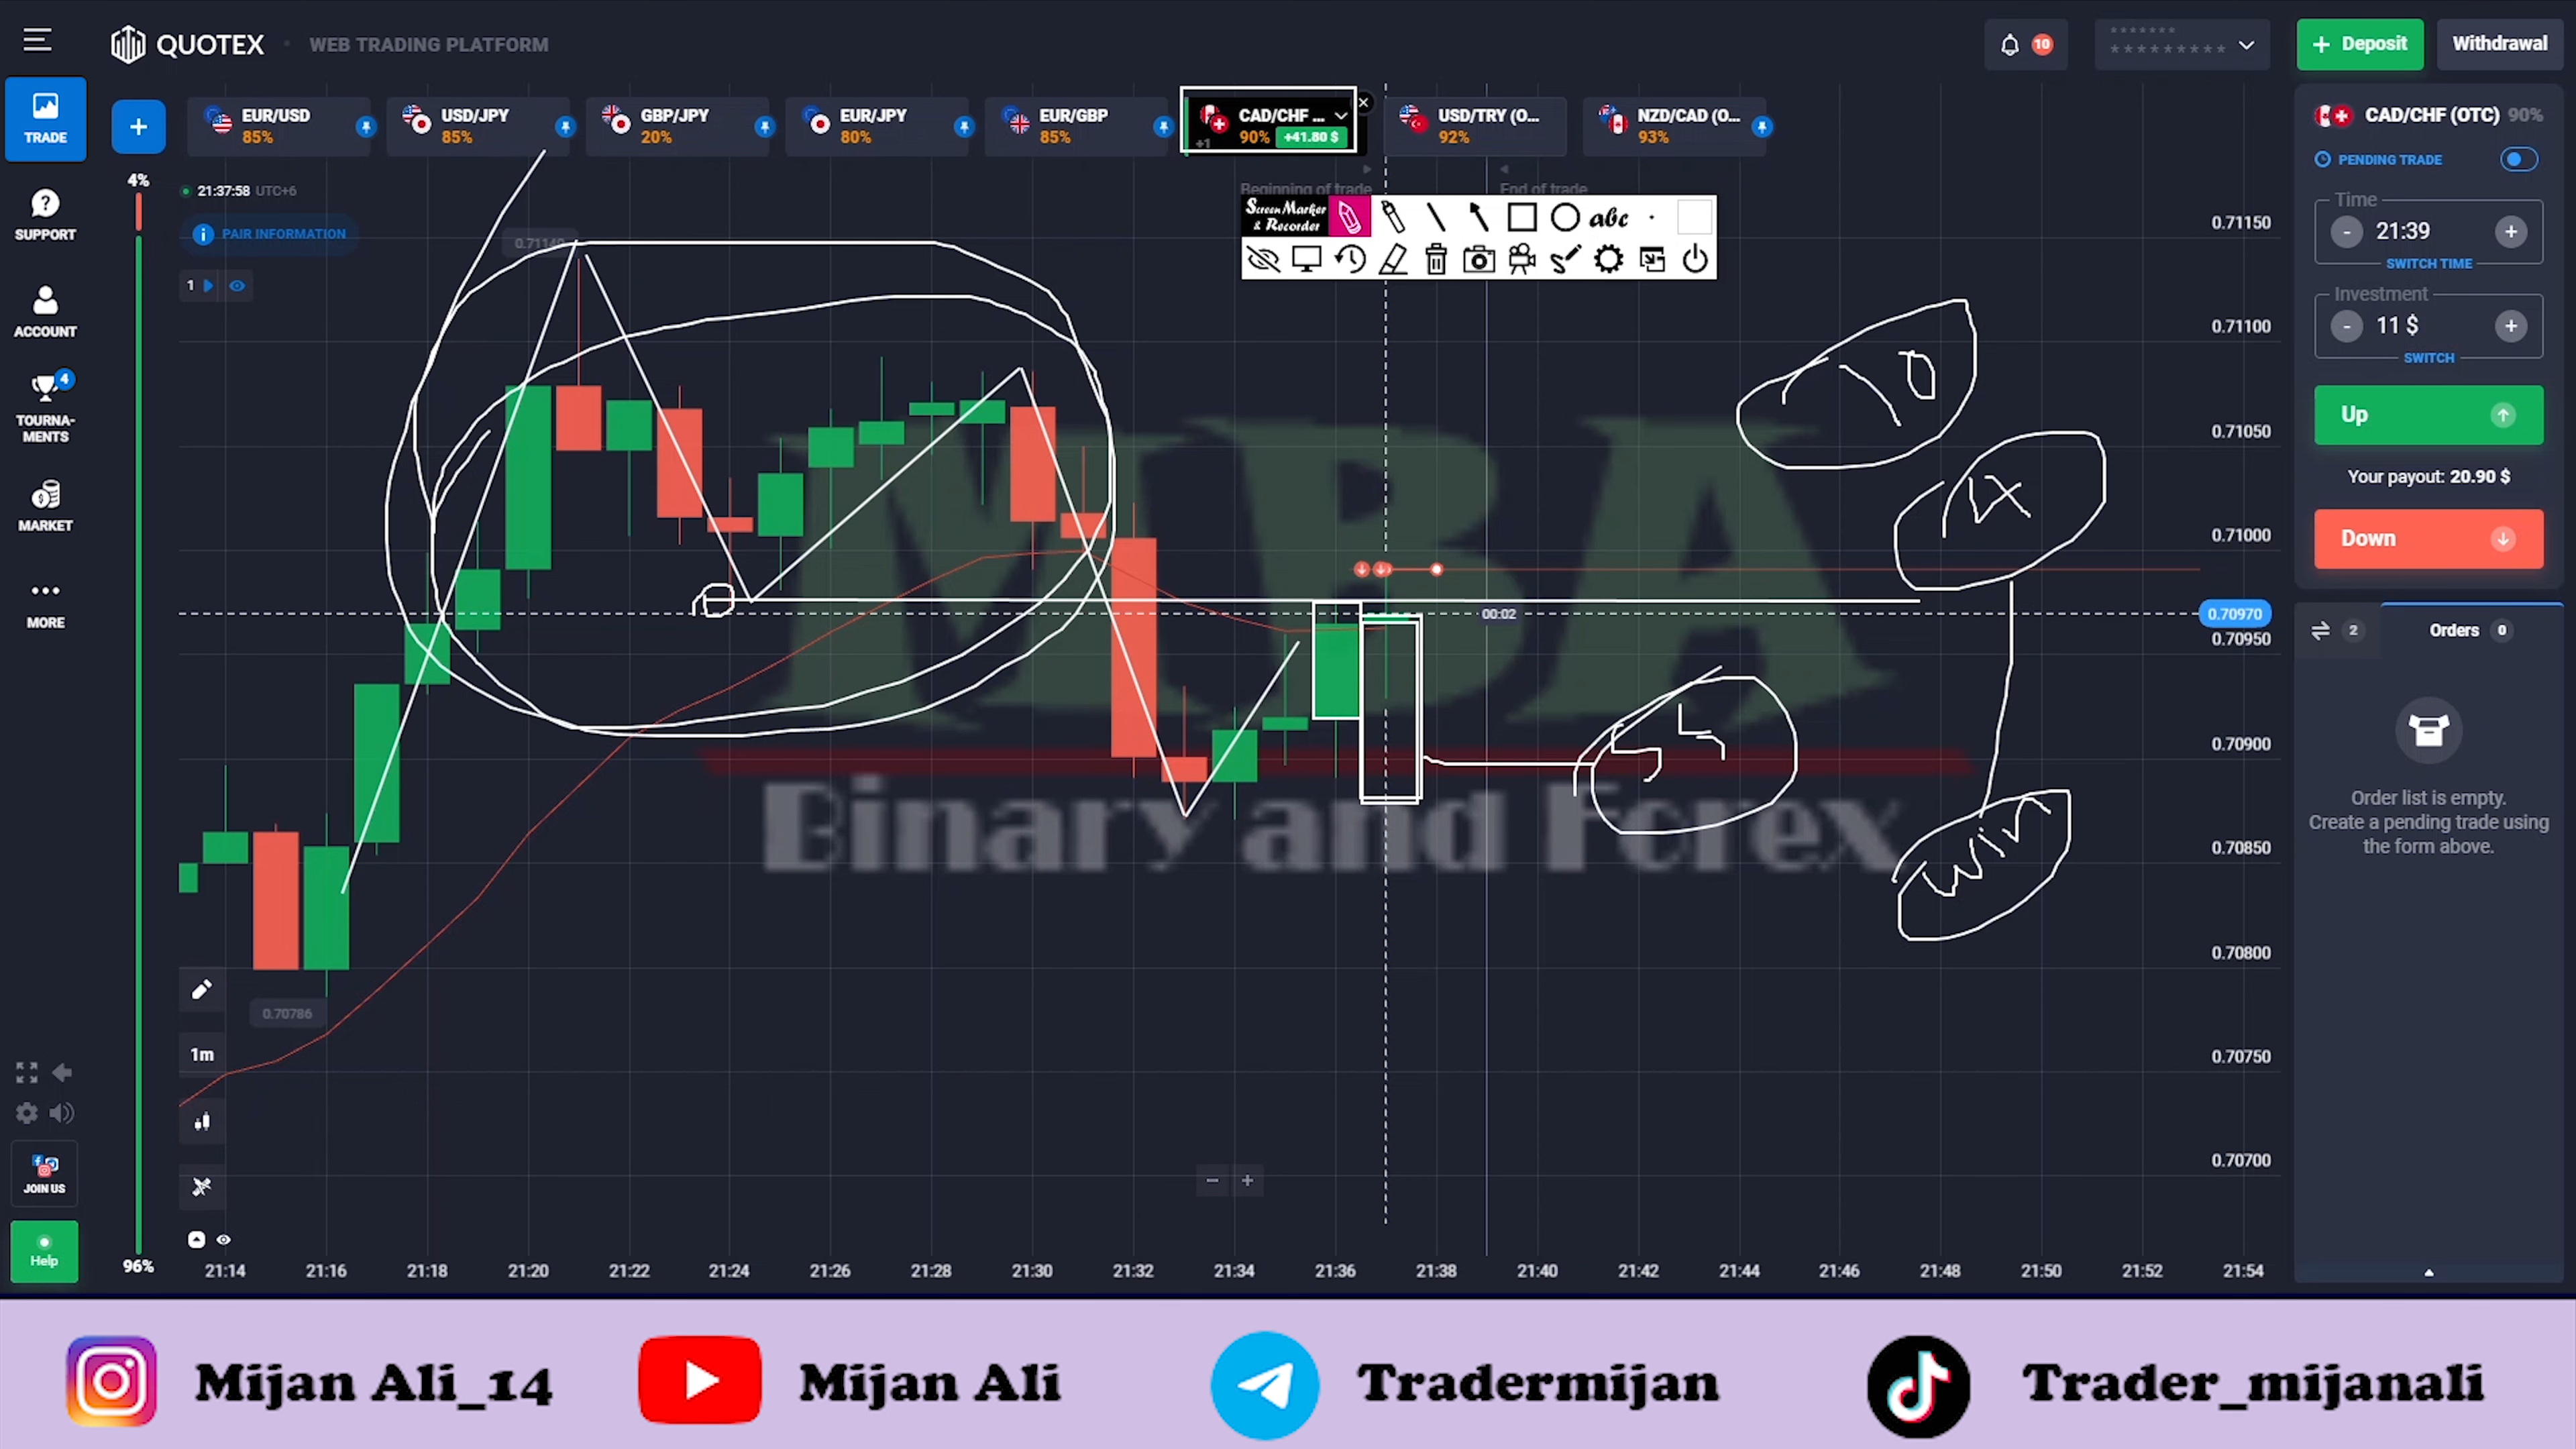 QUOTEX
WEB TRADING PLATFORM
10
*******
*********
+ Deposit
Withdrawal
TRADE
SUPPORT
ACCOUNT
4
TOURNA-
MENTS
MARKET
MORE
JOIN US
Help
+
EUR/USD
85%
USD/JPY
85%
GBP/JPY
20%
EUR/JPY
80%
EUR/GBP
85%
CAD/CHF ...
+1
90% +41.80 $
USD/TRY (O...
92%
NZD/CAD (O...
93%
4%
96%
21:37:58 UTC+6
PAIR INFORMATION
1
Beginning of trade
End of trade
Screen Marker
& Recorder
abc
0.71140
0.70786
00:02
MBA
Binary and Forex
Win
1m
0.71150
0.71100
0.71050
0.71000
0.70970
0.70950
0.70900
0.70850
0.70800
0.70750
0.70700
21:14 21:16 21:18 21:20 21:22 21:24 21:26 21:28 21:30 21:32 21:34 21:36 21:38 21:40 21:42 21:44 21:46 21:48 21:50 21:52 21:54
CAD/CHF (OTC) 90%
PENDING TRADE
Time
- 21:39 +
SWITCH TIME
Investment
- 11 $ +
SWITCH
Up
Your payout: 20.90 $
Down
2
Orders 0
Order list is empty.
Create a pending trade using
the form above.
Mijan Ali_14
Mijan Ali
Tradermijan
Trader_mijanali